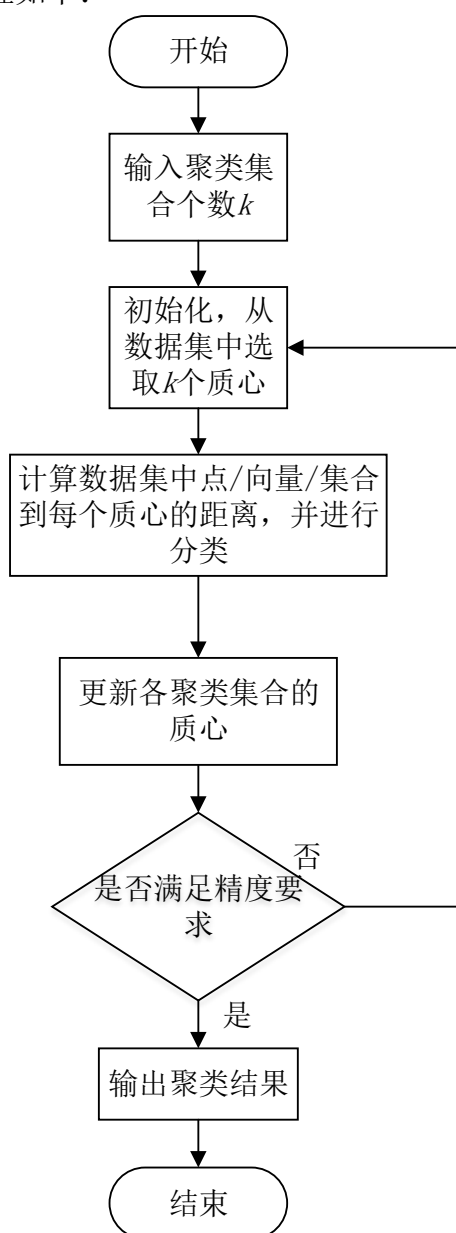 开始
输入聚类集
合个数k
初始化，从
数据集中选
取k个质心
计算数据集中点/向量/集合
到每个质心的距离，并进行
分类
更新各聚类集合的
质心
否
是否满足精度要
求
是
输出聚类结果
结束